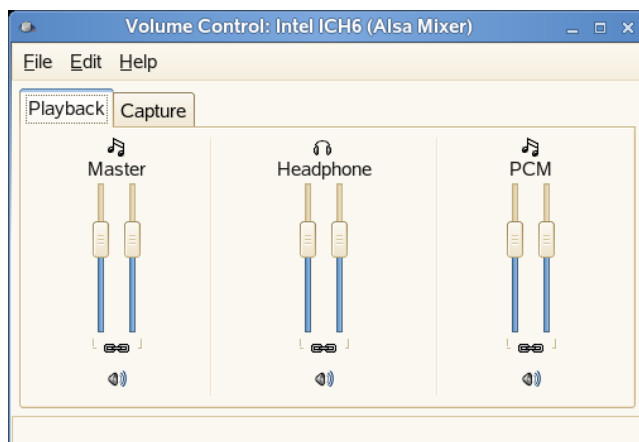 Volume Control: Intel ICH6 (Alsa Mixer)
File Edit Help
Playback Capture
Master Headphone PCM